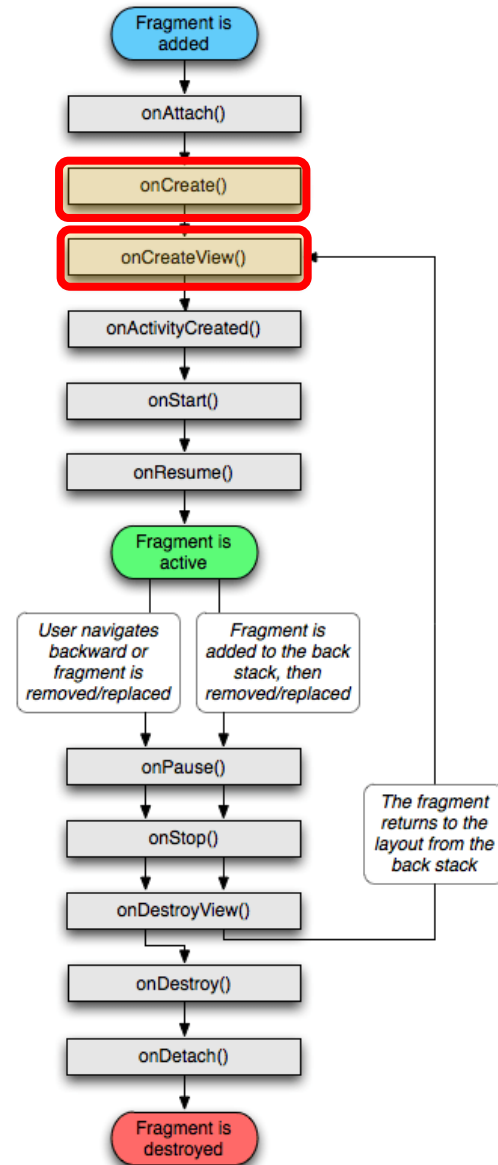 Fragment is
added
onAttach()
onCreate()
onCreateView()
onActivityCreated()
onStart()
onResume()
Fragment is
active
User navigates
backward or
fragment is
removed/replaced
Fragment is
added to the back
stack, then
removed/replaced
onPause()
The fragment
returns to the
layout from the
back stack
onStop()
onDestroyView()
onDestroy()
onDetach()
Fragment is
destroyed